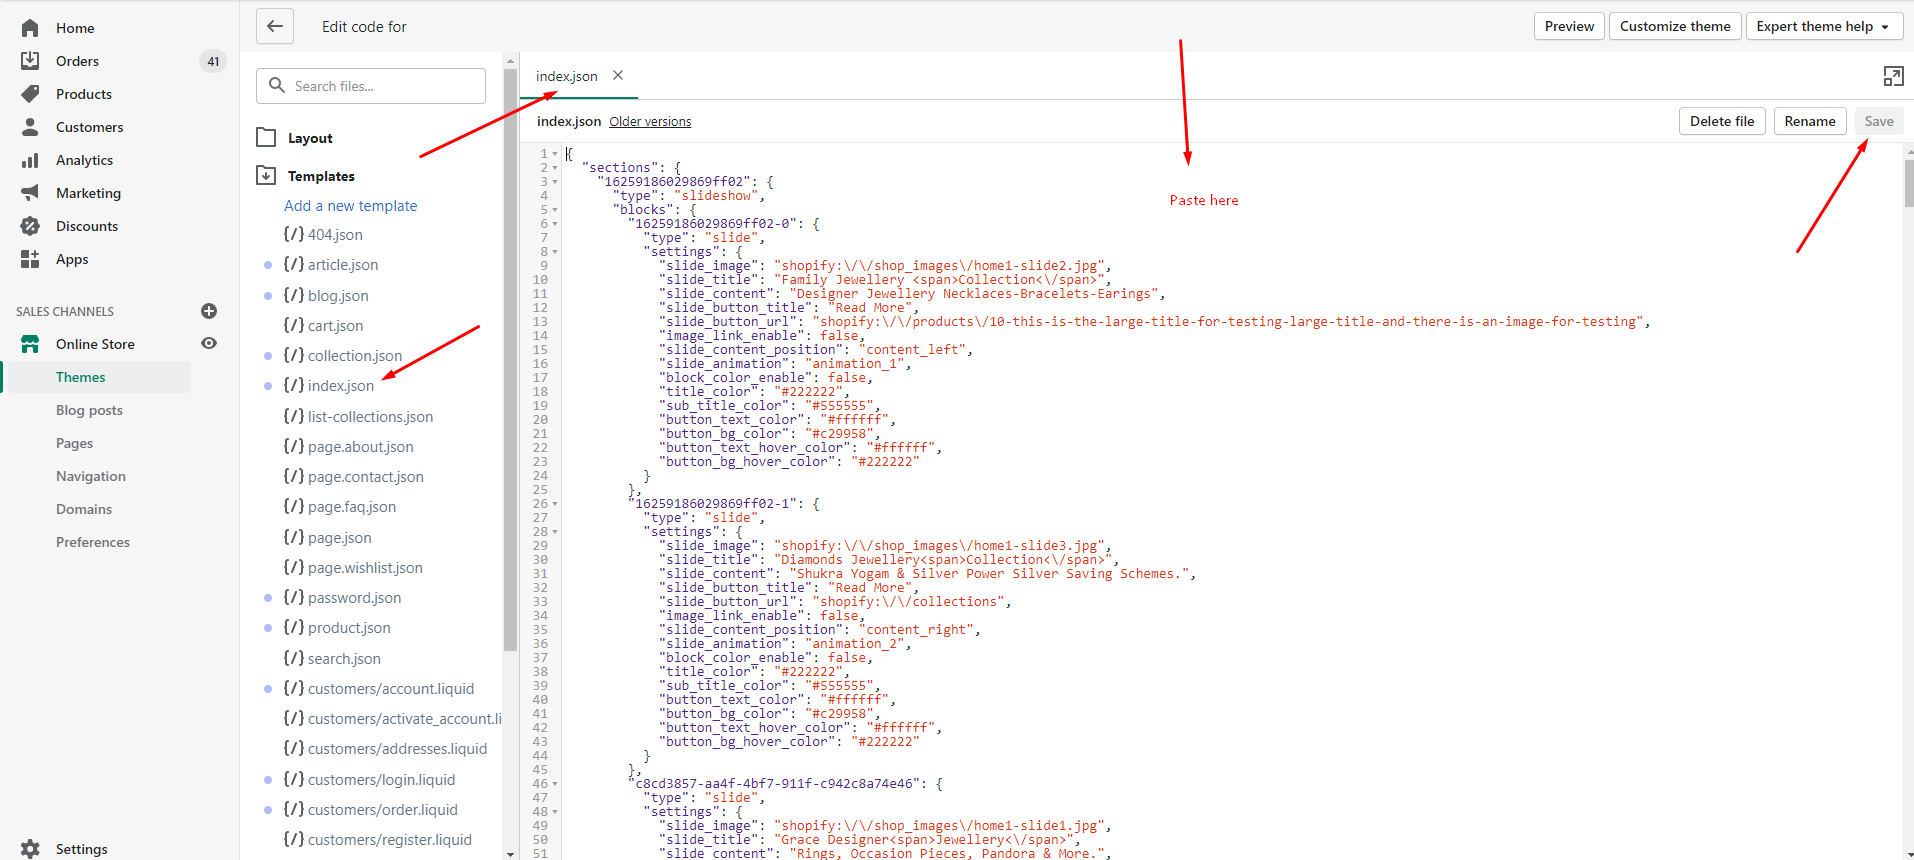 Home
Orders 41
Products
Customers
Analytics
Marketing
Discounts
Apps
SALES CHANNELS
Online Store
Themes
Blog posts
Pages
Navigation
Domains
Preferences
Settings
Edit code for
Preview
Customize theme
Expert theme help
Search files...
Layout
Templates
Add a new template
{/} 404.json
{/} article.json
{/} blog.json
{/} cart.json
{/} collection.json
{/} index.json
{/} list-collections.json
{/} page.about.json
{/} page.contact.json
{/} page.faq.json
{/} page.json
{/} page.wishlist.json
{/} password.json
{/} product.json
{/} search.json
{/} customers/account.liquid
{/} customers/activate_account.li
{/} customers/addresses.liquid
{/} customers/login.liquid
{/} customers/order.liquid
{/} customers/register.liquid
index.json
index.json Older versions
Delete file
Rename
Save
Paste here
1 {
2 "sections": {
3 "16259186029869ff02": {
4 "type": "slideshow",
5 "blocks": {
6 "16259186029869ff02-0": {
7 "type": "slide",
8 "settings": {
9 "slide_image": "shopify:\/\/shop_images\/home1-slide2.jpg",
10 "slide_title": "Family Jewellery <span>Collection<\/span>",
11 "slide_content": "Designer Jewellery Necklaces-Bracelets-Earings",
12 "slide_button_title": "Read More",
13 "slide_button_url": "shopify:\/\/products\/10-this-is-the-large-title-for-testing-large-title-and-there-is-an-image-for-testing",
14 "image_link_enable": false,
15 "slide_content_position": "content_left",
16 "slide_animation": "animation_1",
17 "block_color_enable": false,
18 "title_color": "#222222",
19 "sub_title_color": "#555555",
20 "button_text_color": "#ffffff",
21 "button_bg_color": "#c29958",
22 "button_text_hover_color": "#ffffff",
23 "button_bg_hover_color": "#222222"
24 }
25 },
26 "16259186029869ff02-1": {
27 "type": "slide",
28 "settings": {
29 "slide_image": "shopify:\/\/shop_images\/home1-slide3.jpg",
30 "slide_title": "Diamonds Jewellery<span>Collection<\/span>",
31 "slide_content": "Shukra Yogam & Silver Power Silver Saving Schemes.",
32 "slide_button_title": "Read More",
33 "slide_button_url": "shopify:\/\/collections",
34 "image_link_enable": false,
35 "slide_content_position": "content_right",
36 "slide_animation": "animation_2",
37 "block_color_enable": false,
38 "title_color": "#222222",
39 "sub_title_color": "#555555",
40 "button_text_color": "#ffffff",
41 "button_bg_color": "#c29958",
42 "button_text_hover_color": "#ffffff",
43 "button_bg_hover_color": "#222222"
44 }
45 },
46 "c8cd3857-aa4f-4bf7-911f-c942c8a74e46": {
47 "type": "slide",
48 "settings": {
49 "slide_image": "shopify:\/\/shop_images\/home1-slide1.jpg",
50 "slide_title": "Grace Designer<span>Jewellery<\/span>",
51 "slide_content": "Rings, Occasion Pieces, Pandora & More.",